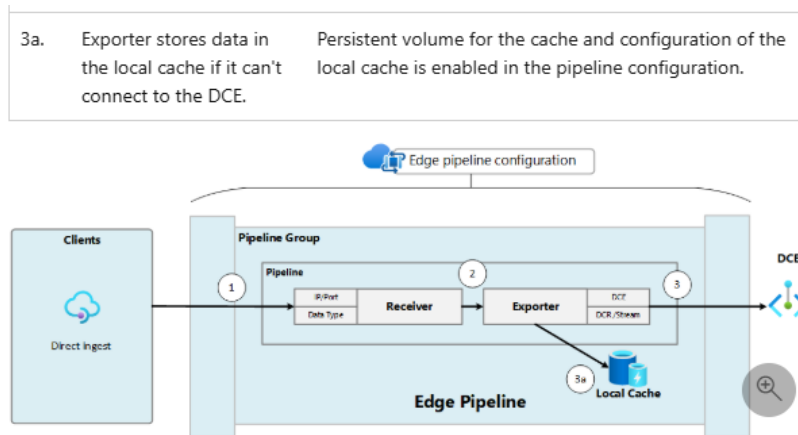 3a.
Exporter stores data in
the local cache if it can't
connect to the DCE.
Persistent volume for the cache and configuration of the
local cache is enabled in the pipeline configuration.
Edge pipeline configuration
Clients
Direct Ingest
Pipeline Group
Pipeline
1
IP/Port
Data Type
Receiver
2
Exporter
DCE
DCR/Stream
3
DCE
3a
Local Cache
Edge Pipeline